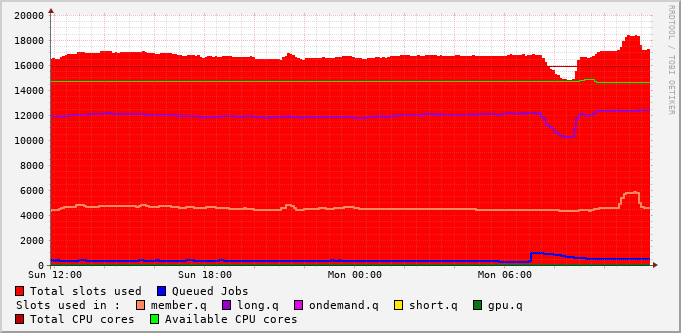 20000
18000
16000
14000
12000
10000
8000
6000
4000
2000
0
Sun 12:00 Sun 18:00 Mon 00:00 Mon 06:00
RRDTOOL / TOBI OETIKER
Total slots used Queued Jobs
Slots used in : member.q long.q ondemand.q short.q gpu.q
Total CPU cores Available CPU cores